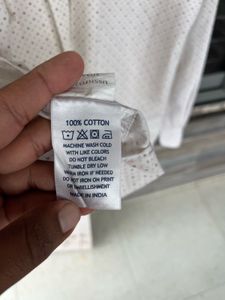 100% COTTON
MACHINE WASH COLD
WITH LIKE COLORS
DO NOT BLEACH
TUMBLE DRY LOW
WARM IRON IF NEEDED
DO NOT IRON ON PRINT
OR EMBELLISHMENT
MADE IN INDIA